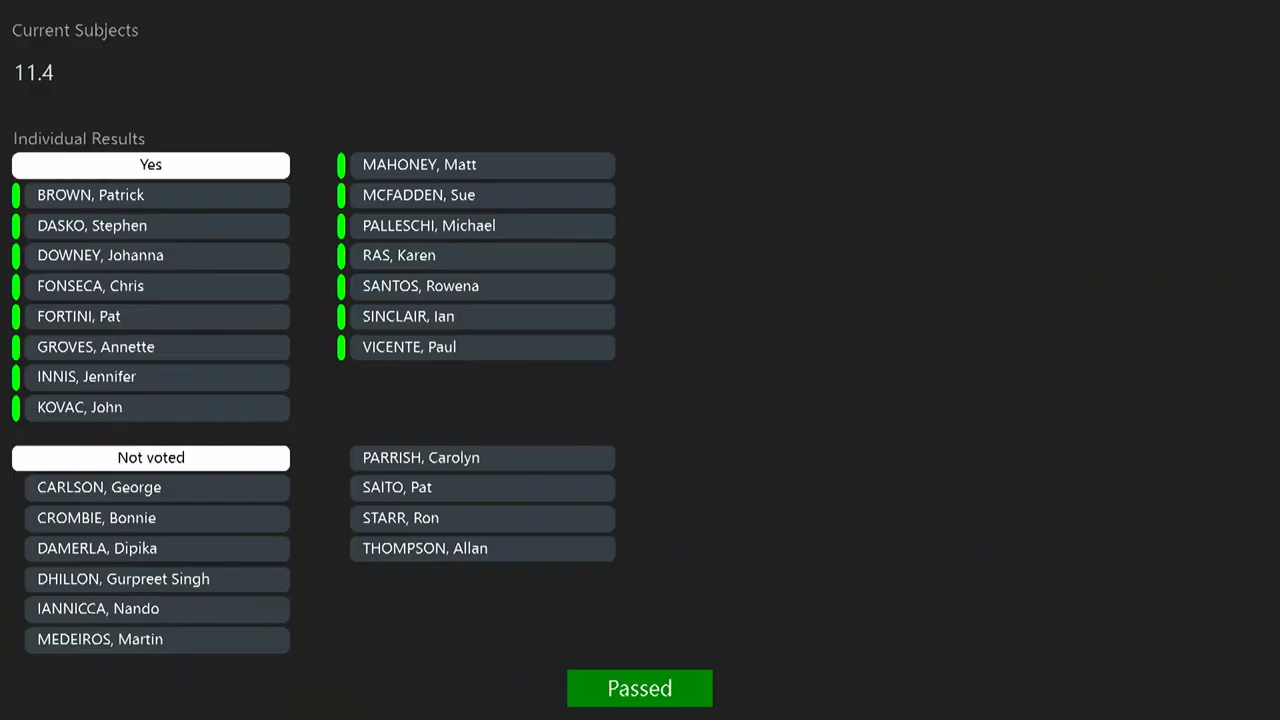 Current Subjects
11.4
Individual Results
Yes
BROWN, Patrick
DASKO, Stephen
DOWNEY, Johanna
FONSECA, Chris
FORTINI, Pat
GROVES, Annette
INNIS, Jennifer
KOVAC, John
MAHONEY, Matt
MCFADDEN, Sue
PALLESCHI, Michael
RAS, Karen
SANTOS, Rowena
SINCLAIR, Ian
VICENTE, Paul
Not voted
CARLSON, George
CROMBIE, Bonnie
DAMERLA, Dipika
DHILLON, Gurpreet Singh
IANNICCA, Nando
MEDEIROS, Martin
PARRISH, Carolyn
SAITO, Pat
STARR, Ron
THOMPSON, Allan
Passed